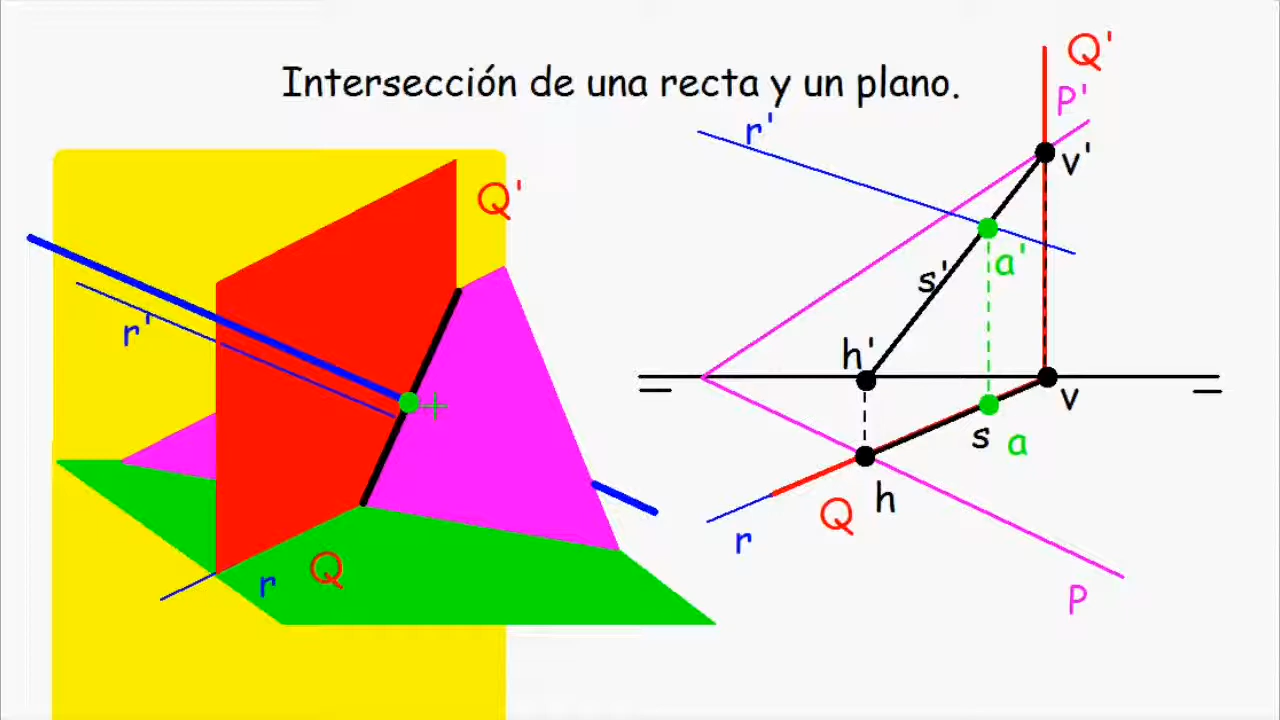 Intersección de una recta y un plano.
Q'
r'
r
Q
Q'
P'
r'
v'
a'
s'
h'
v
s
a
h
Q
r
P